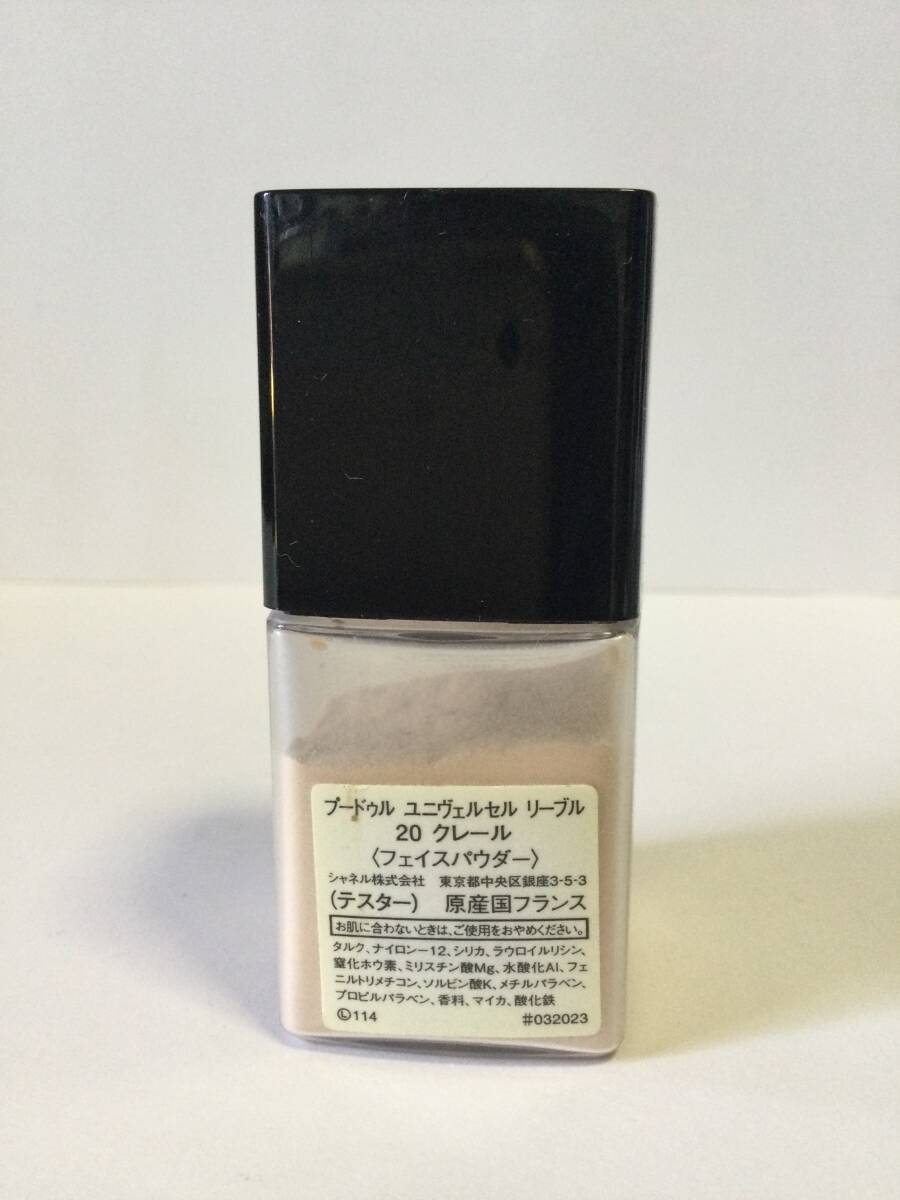 プードゥル ユニヴェルセル リーブル
20 クレール
〈フェイスパウダー〉
シャネル株式会社 東京都中央区銀座3-5-3
(テスター) 原産国フランス
お肌に合わないときは、ご使用をおやめください。
タルク、ナイロンー12、シリカ、ラウロイルリシン、
窒化ホウ素、ミリスチン酸Mg、水酸化Al、フェ
ニルトリメチコン、ソルビン酸K、メチルパラベン、
プロピルパラベン、香料、マイカ、酸化鉄
Ⓛ114 #032023